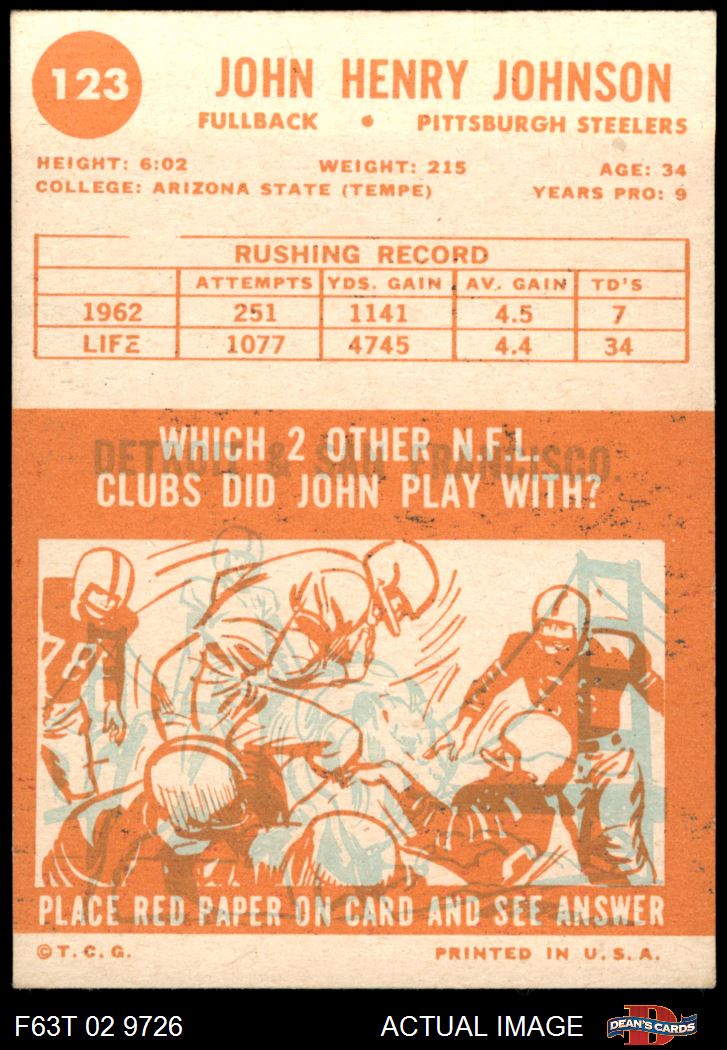 123
JOHN HENRY JOHNSON
FULLBACK • PITTSBURGH STEELERS
HEIGHT: 6:02 WEIGHT: 215 AGE: 34
COLLEGE: ARIZONA STATE (TEMPE) YEARS PRO: 9
RUSHING RECORD
ATTEMPTS YDS. GAIN AV. GAIN TD'S
1962 251 1141 4.5 7
LIFE 1077 4745 4.4 34
WHICH 2 OTHER N.F.L.
DETROIT & SAN FRANCISCO.
CLUBS DID JOHN PLAY WITH?
78
PLACE RED PAPER ON CARD AND SEE ANSWER
©T.C.G. PRINTED IN U.S.A.
F63T 02 9726 ACTUAL IMAGE DEAN'S CARDS